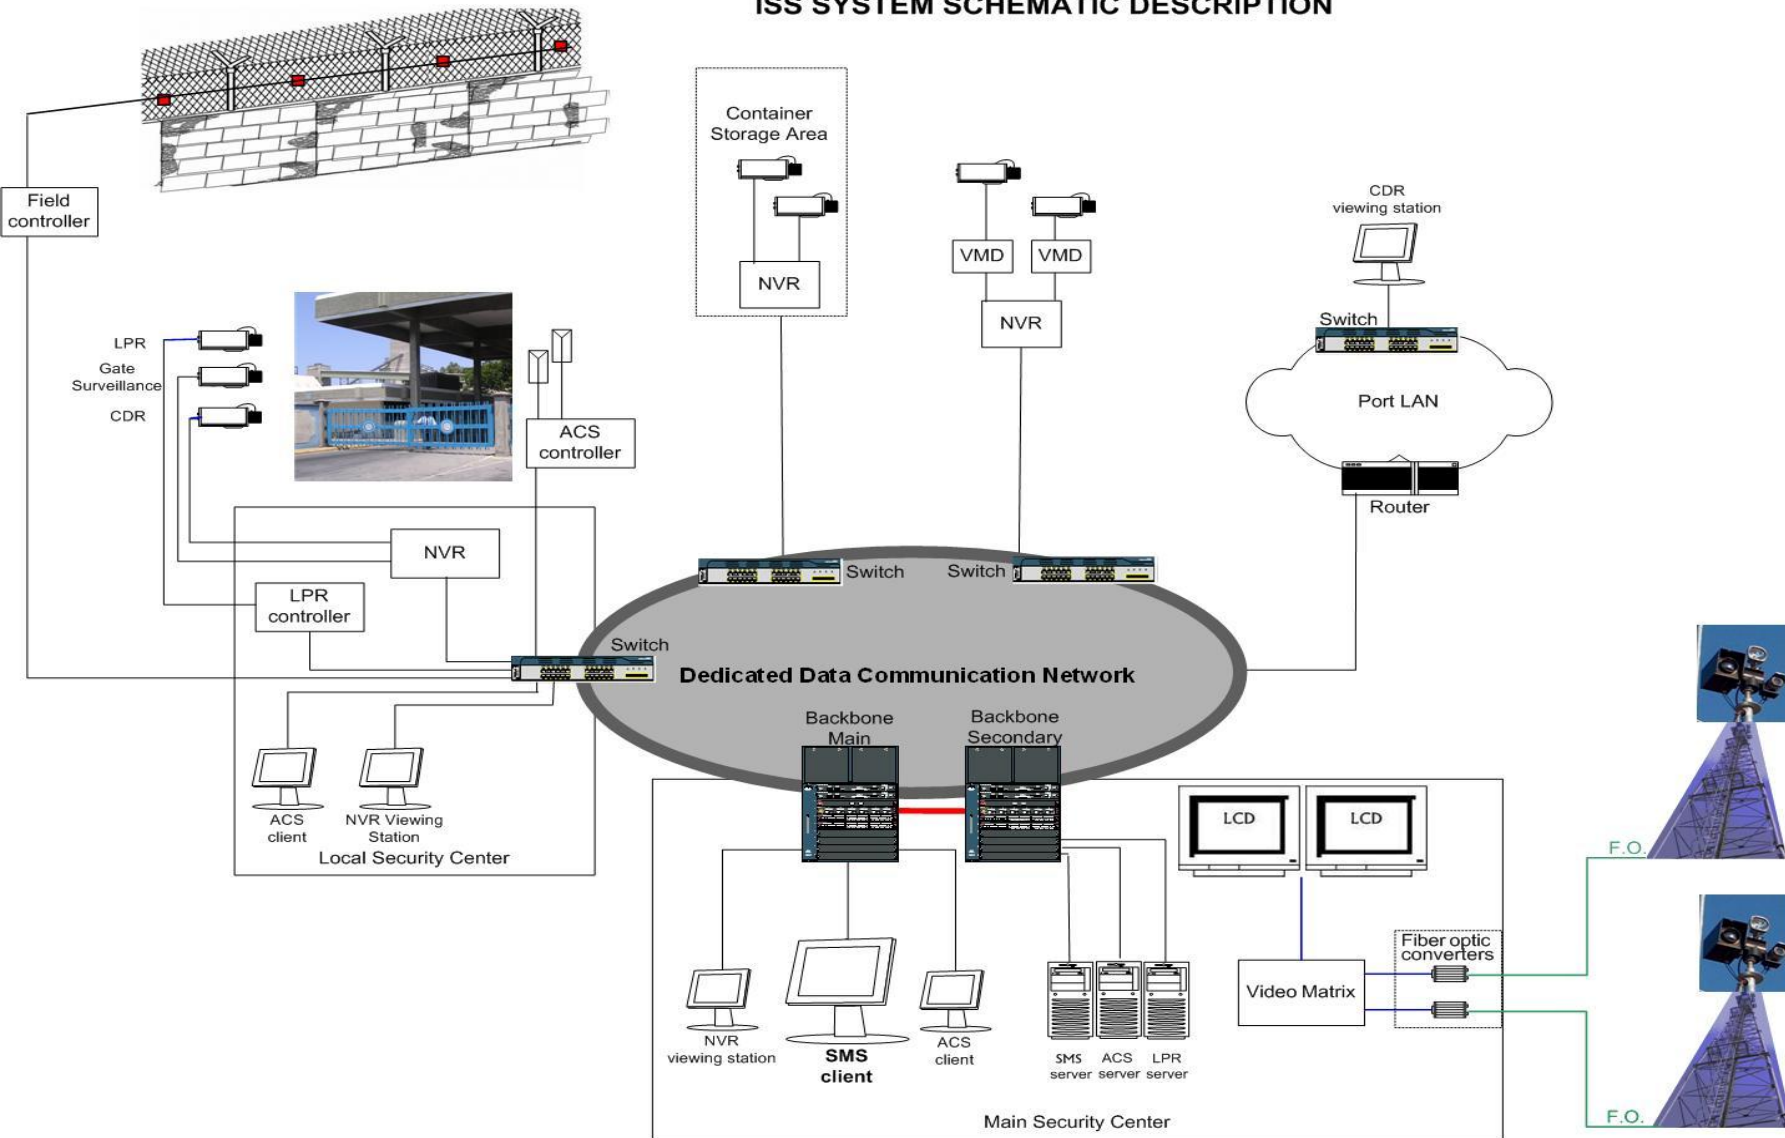 ISS SYSTEM SCHEMATIC DESCRIPTION
Container
Storage Area
NVR
VMD
VMD
NVR
CDR
viewing station
Switch
Port LAN
Router
Field
controller
LPR
Gate
Surveillance
CDR
ACS
controller
NVR
LPR
controller
Switch
Switch
Switch
Dedicated Data Communication Network
Backbone
Main
Backbone
Secondary
ACS
client
NVR Viewing
Station
Local Security Center
LCD
LCD
F.O.
Fiber optic
converters
Video Matrix
NVR
viewing station
SMS
client
ACS
client
SMS
server
ACS
server
LPR
server
Main Security Center
F.O.